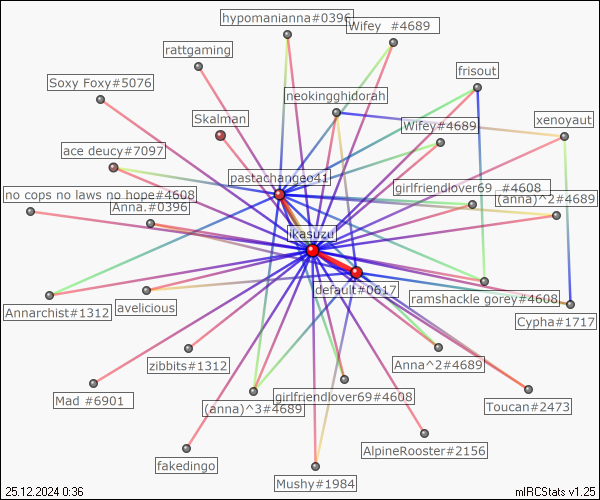 hypomanianna#0396
Wifey  #4689
rattgaming
frisout
Soxy Foxy#5076
neokingghidorah
Skalman
Wifey#4689
xenoyaut
ace deucy#7097
pastachangeo41
girlfriendlover69 #4608
no cops no laws no hope#4608
(anna)^2#4689
Anna.#0396
ikasuzu
default#0617
ramshackle gorey#4608
Annarchist#1312
avelicious
Cypha#1717
zibbits#1312
Anna^2#4689
Mad #6901
(anna)^3#4689
girlfriendlover69#4608
Toucan#2473
AlpineRooster#2156
fakedingo
Mushy#1984
25.12.2024 0:36
mIRCStats v1.25